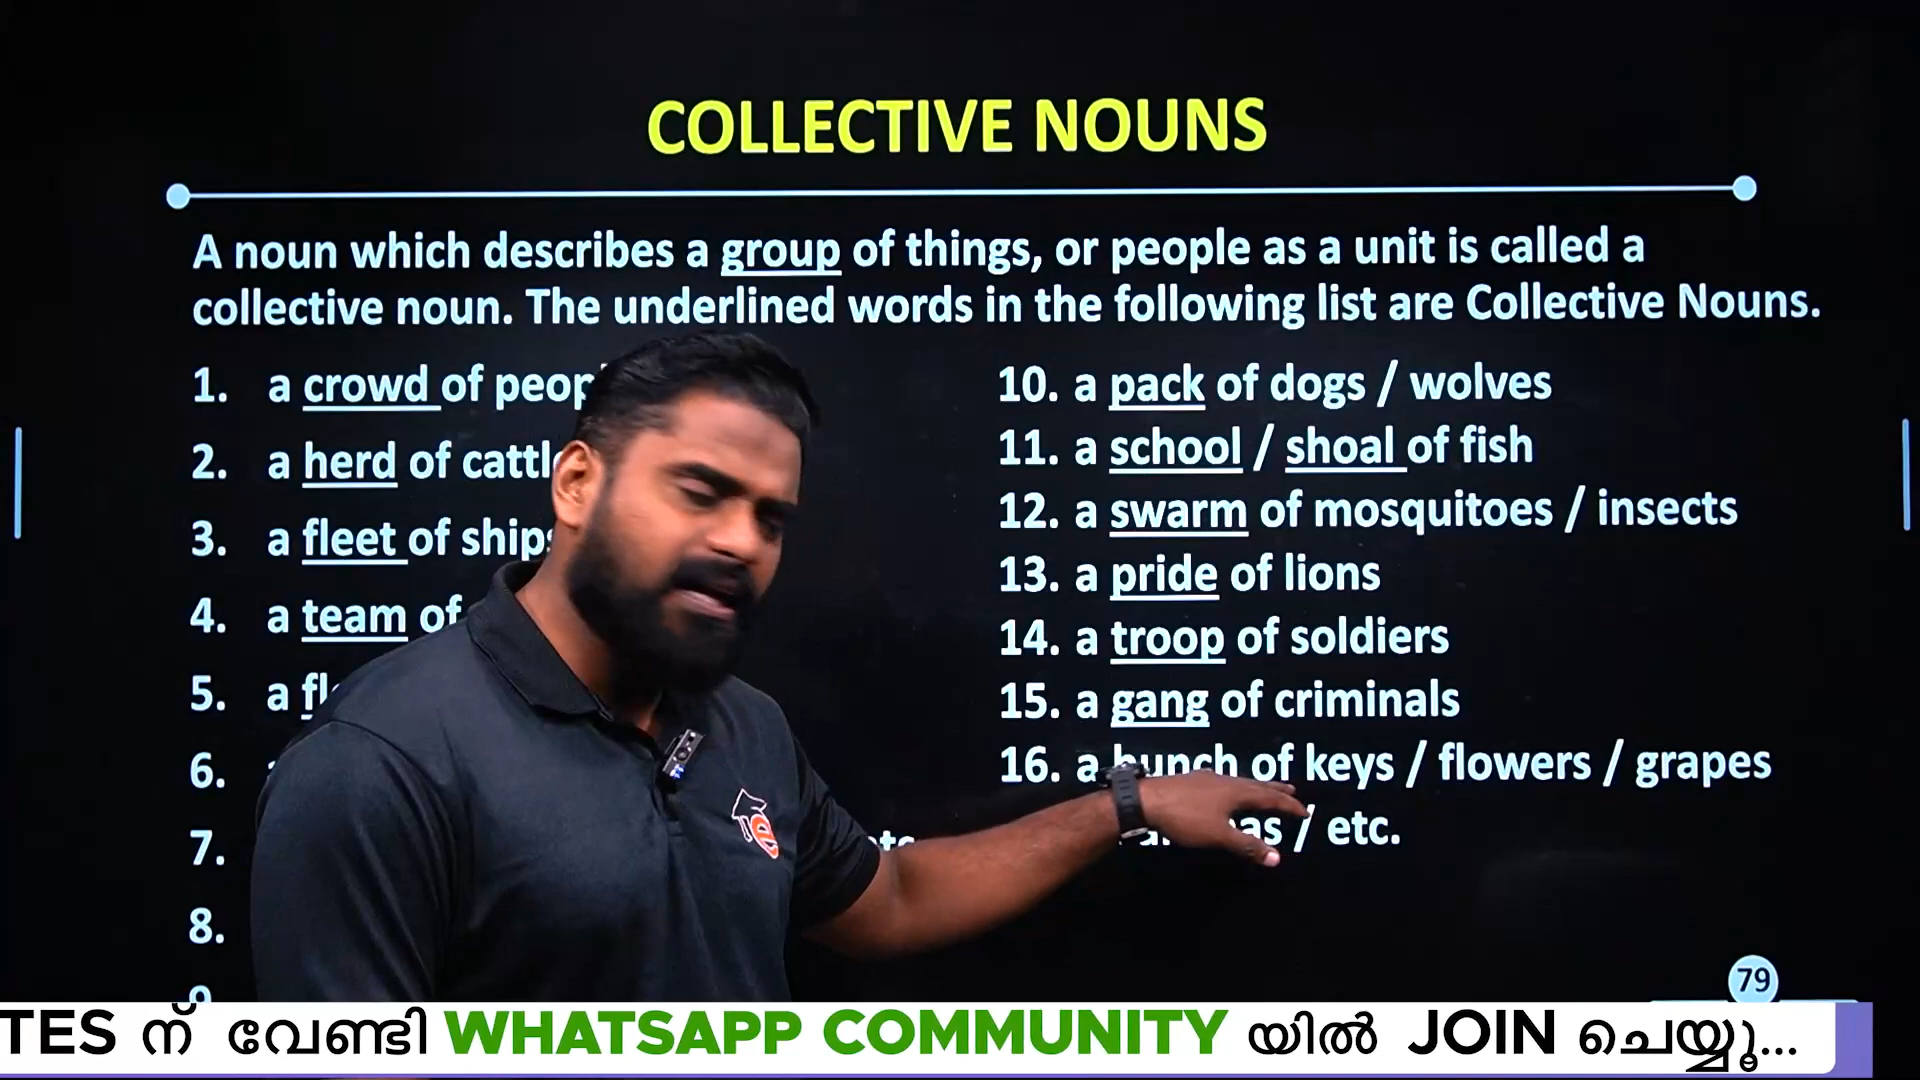 COLLECTIVE NOUNS
A noun which describes a group of things, or people as a unit is called a
collective noun. The underlined words in the following list are Collective Nouns.
1. a crowd of
2. a herd of
3. a fleet of ships
4. a team of
5. a
6.
7.
8.
9
10. a pack of dogs / wolves
11. a school / shoal of fish
12. a swarm of mosquitoes / insects
13. a pride of lions
14. a troop of soldiers
15. a gang of criminals
16. a bunch of keys / flowers / grapes
/ etc.
79
TES ന് വേണ്ടി WHATSAPP COMMUNITY യിൽ JOIN ചെയ്യൂ...